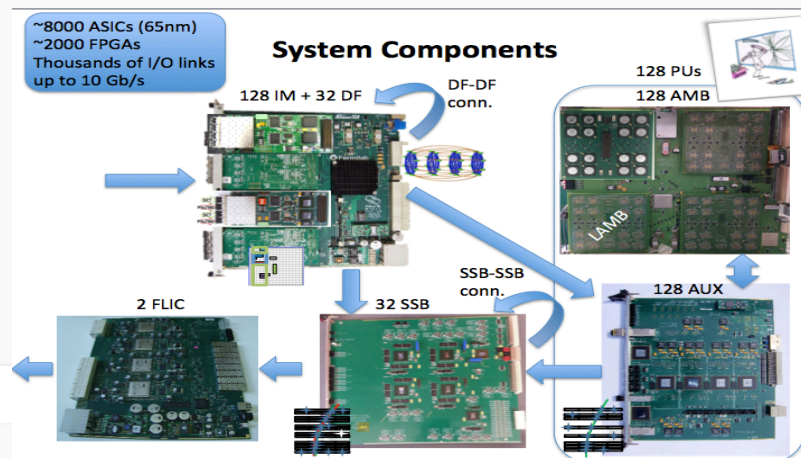 ~8000 ASICs (65nm)
~2000 FPGAs
Thousands of I/O links
up to 10 Gb/s
System Components
128 IM + 32 DF
DF-DF
conn.
128 PUs
128 AMB
Fermilab
LAMB
SSB-SSB
conn.
2 FLIC
32 SSB
128 AUX